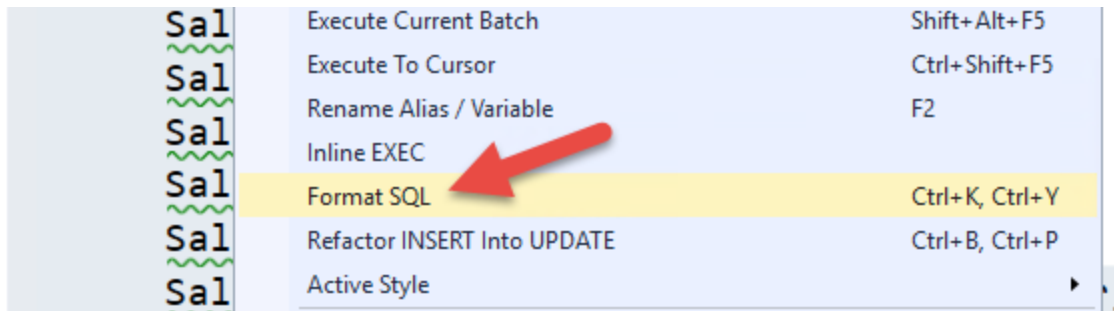 Sal Execute Current Batch Shift+Alt+F5
Sal Execute To Cursor Ctrl+Shift+F5
Rename Alias / Variable F2
Sal Inline EXEC
Sal Format SQL Ctrl+K, Ctrl+Y
Sal Refactor INSERT Into UPDATE Ctrl+B, Ctrl+P
Sal Active Style